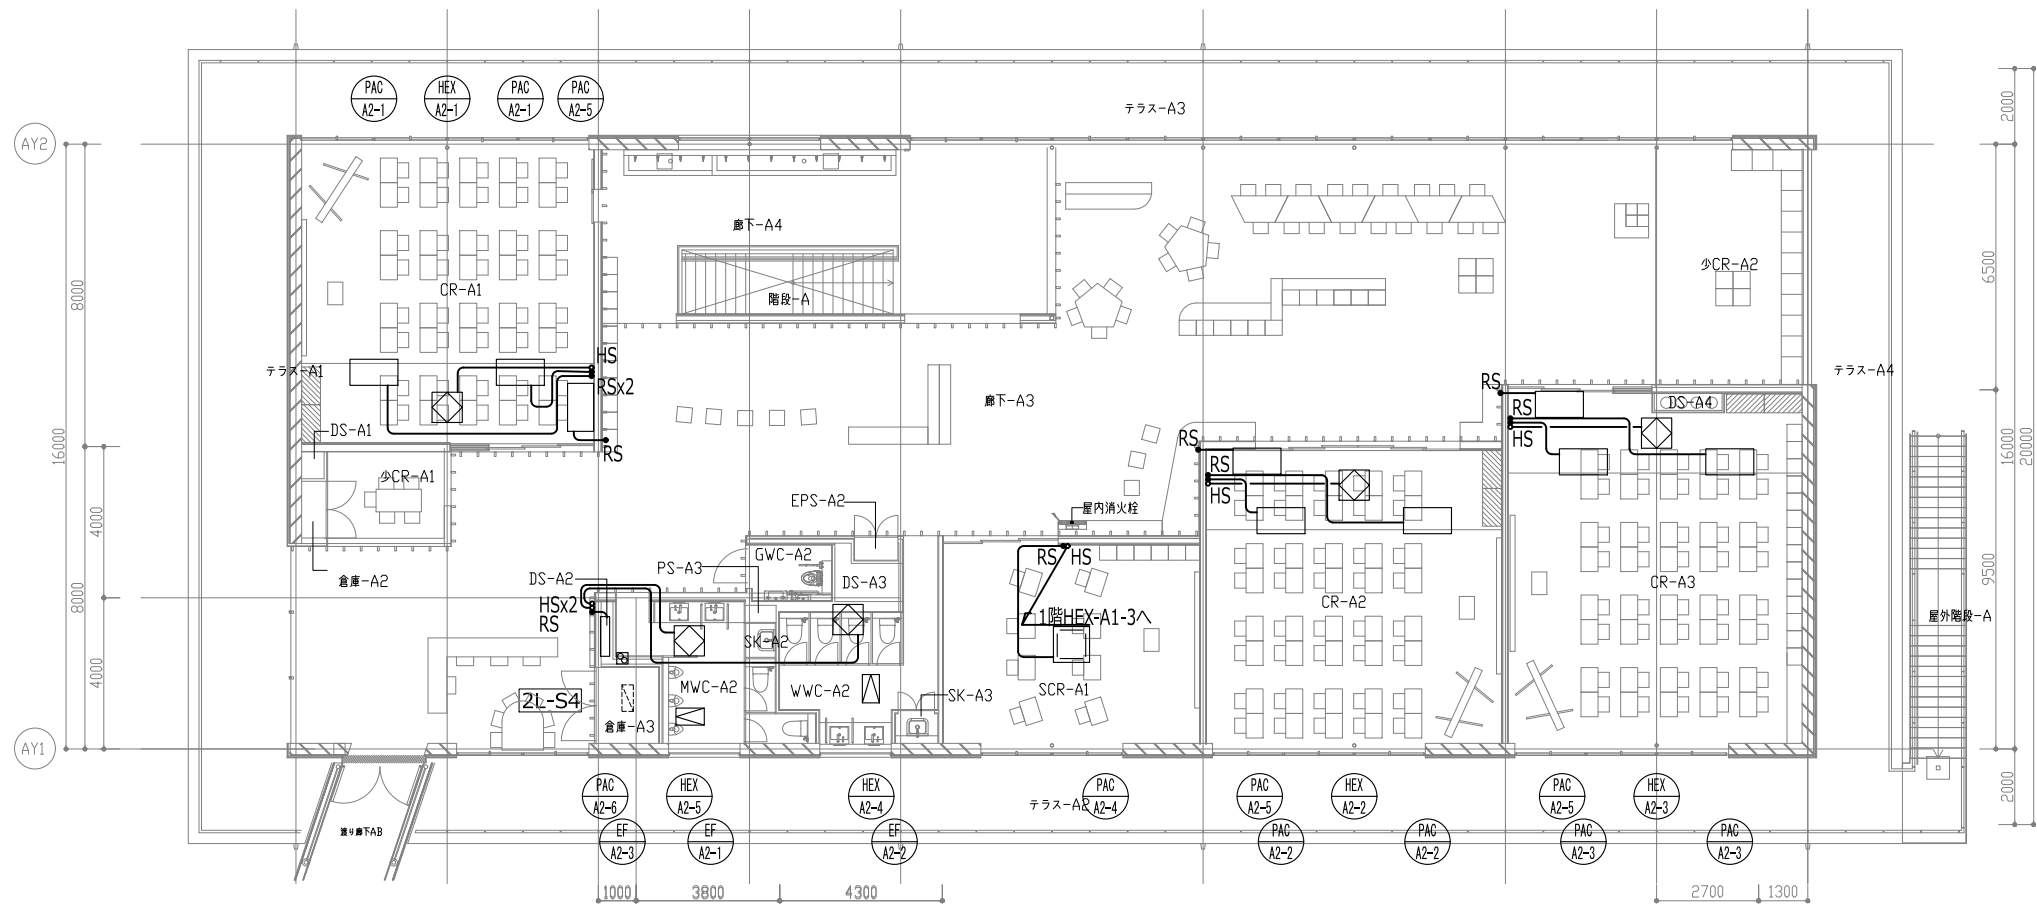 PAC
A2-1
HEX
A2-1
PAC
A2-1
PAC
A2-5
テラス-A3
2000
AY2
廊下-A4
8000
CR-A1
階段-A
少CR-A2
6500
HS
テラス-A1
RSx2
廊下-A3
RS
テラス-A4
DS-A4
RS
DS-A1
HS
RS
16000
RS
16000
20000
RS
少CR-A1
HS
EPS-A2
屋内消火栓
4000
GWC-A2
RS HS
倉庫-A2
DS-A2
PS-A3
DS-A3
9500
CR-A3
8000
HSx2
RS
CR-A2
1階HEX-A1-3へ
屋外階段-A
SK-A2
4000
MWC-A2
WWC-A2
SK-A3
SCR-A1
2L-S4
倉庫-A3
AY1
PAC
A2-6
HEX
A2-5
HEX
A2-4
テラス-A2
PAC
A2-4
PAC
A2-5
HEX
A2-2
PAC
A2-5
HEX
A2-3
2000
渡り廊下AB
EF
A2-3
EF
A2-1
EF
A2-2
PAC
A2-2
PAC
A2-2
PAC
A2-3
PAC
A2-3
1000
3800
4300
2700
1300